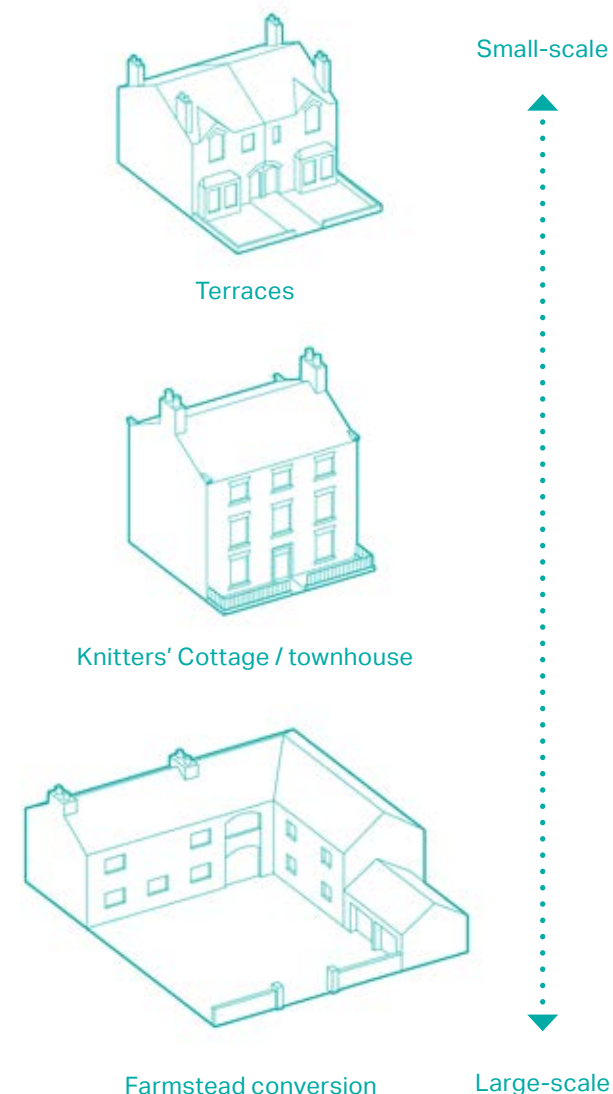 Small-scale
Terraces
Knitters’ Cottage / townhouse
Farmstead conversion
Large-scale